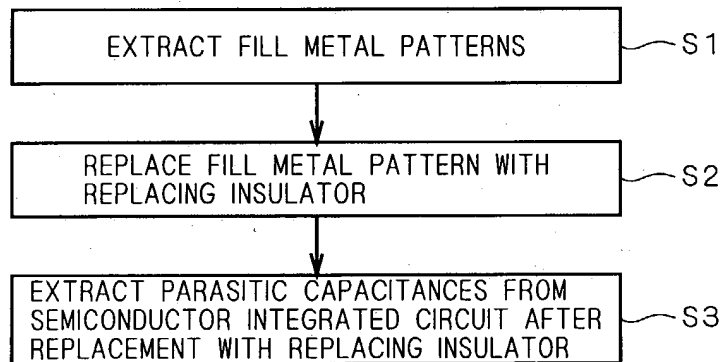 EXTRACT FILL METAL PATTERNS
S1
REPLACE FILL METAL PATTERN WITH
REPLACING INSULATOR
S2
EXTRACT PARASITIC CAPACITANCES FROM
SEMICONDUCTOR INTEGRATED CIRCUIT AFTER
REPLACEMENT WITH REPLACING INSULATOR
S3